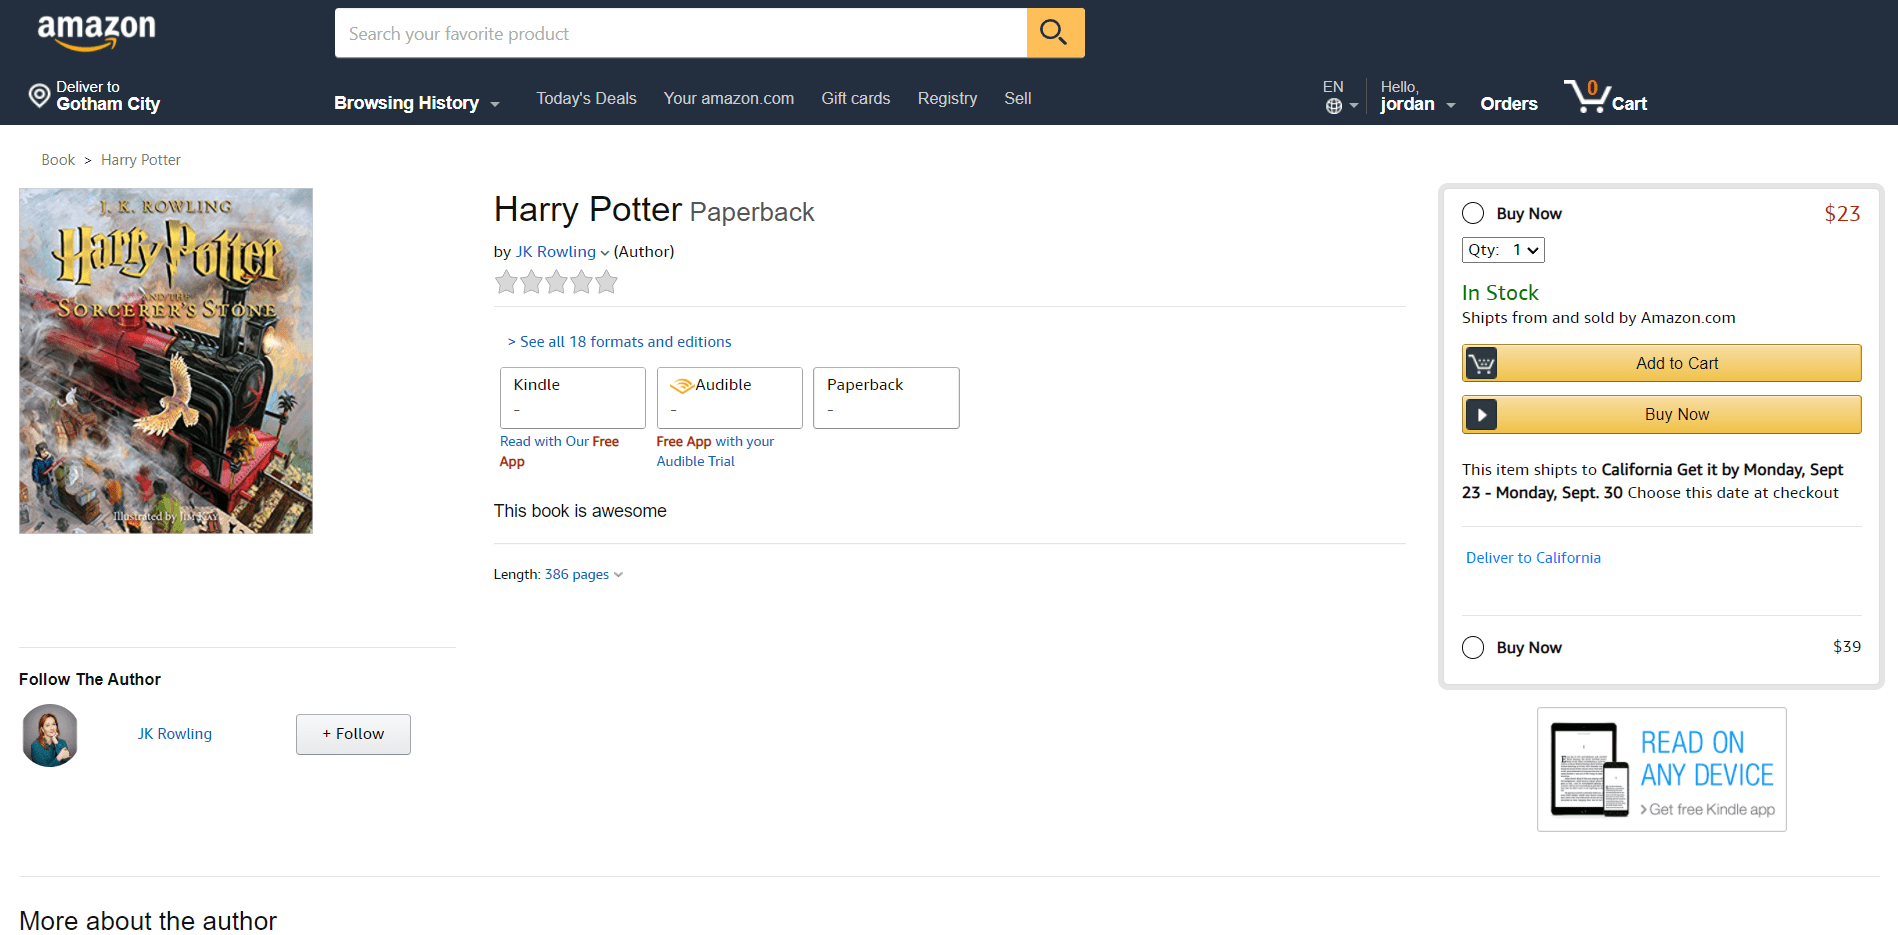 amazon
Search your favorite product
Deliver to
Gotham City
Browsing History
Today's Deals
Your amazon.com
Gift cards
Registry
Sell
EN
Hello,
jordan
Orders
0
Cart
Book > Harry Potter
J. K. ROWLING
Harry Potter
AND THE
SORCERER'S STONE
Illustrated by JIM KAY
Harry Potter Paperback
by JK Rowling (Author)
> See all 18 formats and editions
Kindle
-
Read with Our Free
App
Audible
-
Free App with your
Audible Trial
Paperback
-
This book is awesome
Length: 386 pages
Buy Now
$23
Qty: 1
In Stock
Shipts from and sold by Amazon.com
Add to Cart
Buy Now
This item shipts to California Get it by Monday, Sept
23 - Monday, Sept. 30 Choose this date at checkout
Deliver to California
Buy Now
$39
Follow The Author
JK Rowling
+ Follow
READ ON
ANY DEVICE
> Get free Kindle app
More about the author